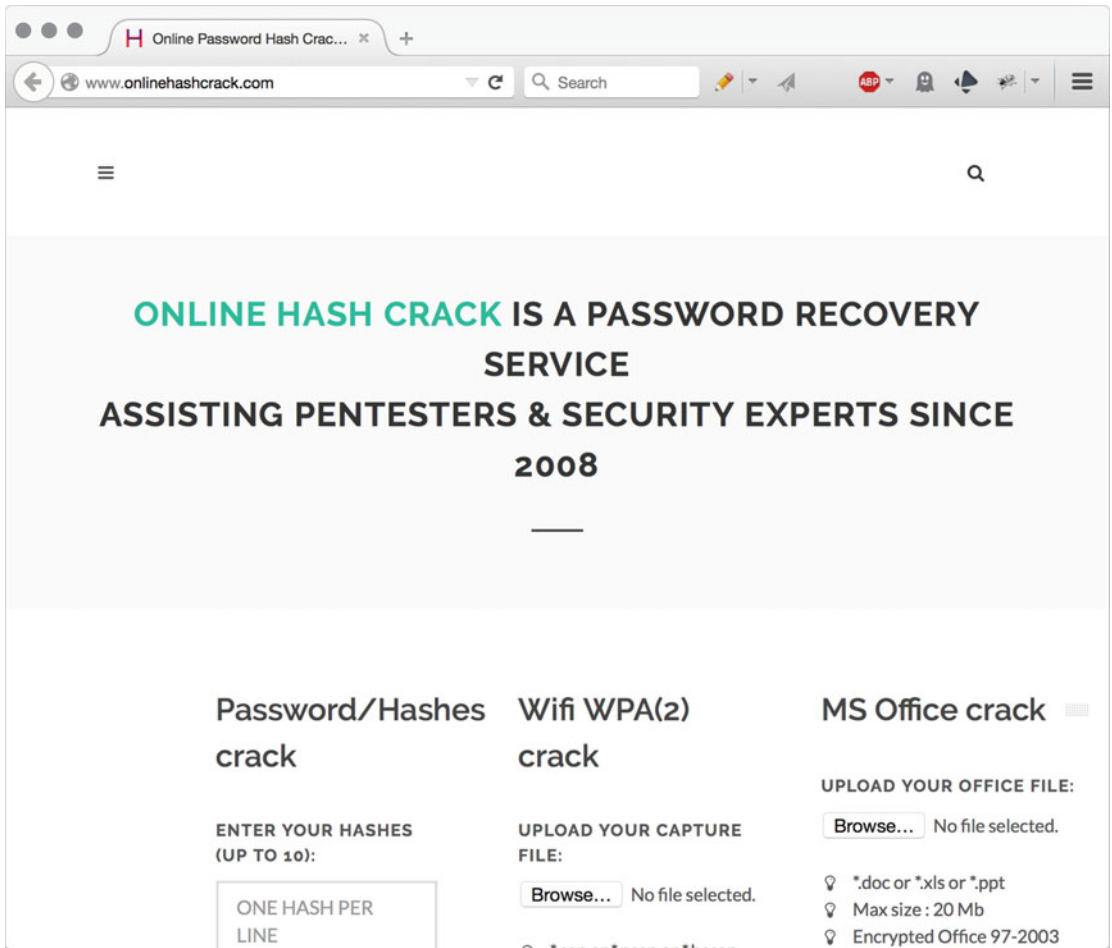 Online Password Hash Crac...
www.onlinehashcrack.com
Search
ABP
ONLINE HASH CRACK IS A PASSWORD RECOVERY
SERVICE
ASSISTING PENTESTERS & SECURITY EXPERTS SINCE
2008
Password/Hashes
crack
ENTER YOUR HASHES
(UP TO 10):
ONE HASH PER
LINE
Wifi WPA(2)
crack
UPLOAD YOUR CAPTURE
FILE:
Browse... No file selected.
MS Office crack
UPLOAD YOUR OFFICE FILE:
Browse... No file selected.
*.doc or *.xls or *.ppt
Max size : 20 Mb
Encrypted Office 97-2003